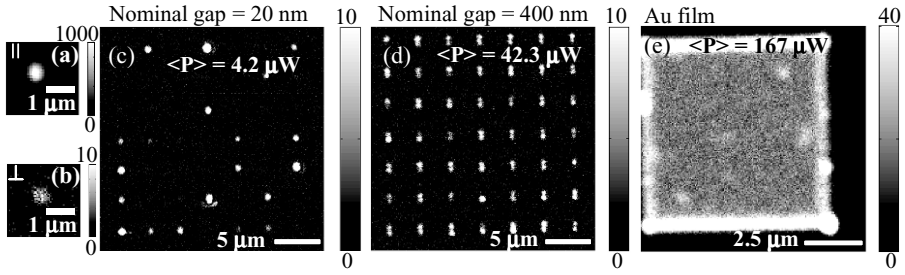 Nominal gap = 20 nm
10
Nominal gap = 400 nm
10
Au film
40
1000
||
(a)
1 μm
0
(c)
<P> = 4.2 μW
(d)
<P> = 42.3 μW
(e)
<P> = 167 μW
10
⊥
(b)
1 μm
0
5 μm
0
5 μm
0
2.5 μm
0